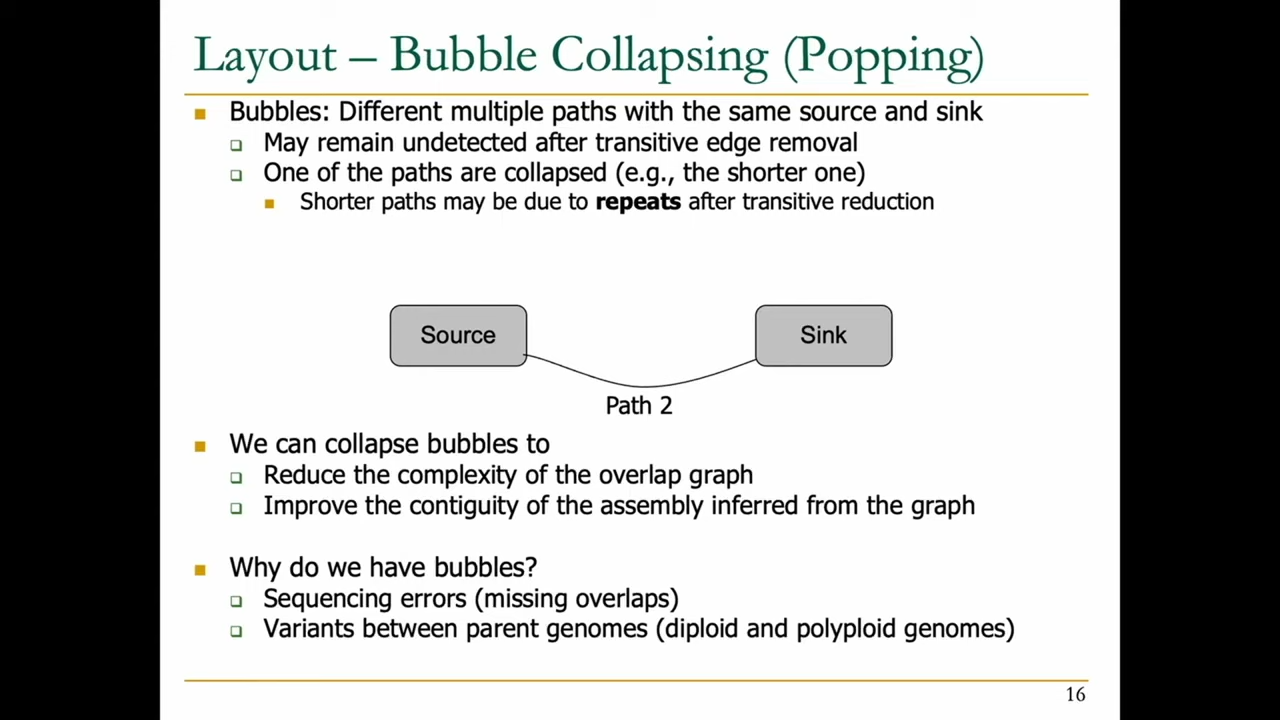 Layout – Bubble Collapsing (Popping)
Bubbles: Different multiple paths with the same source and sink
May remain undetected after transitive edge removal
One of the paths are collapsed (e.g., the shorter one)
Shorter paths may be due to repeats after transitive reduction
Source
Sink
Path 2
We can collapse bubbles to
Reduce the complexity of the overlap graph
Improve the contiguity of the assembly inferred from the graph
Why do we have bubbles?
Sequencing errors (missing overlaps)
Variants between parent genomes (diploid and polyploid genomes)
16